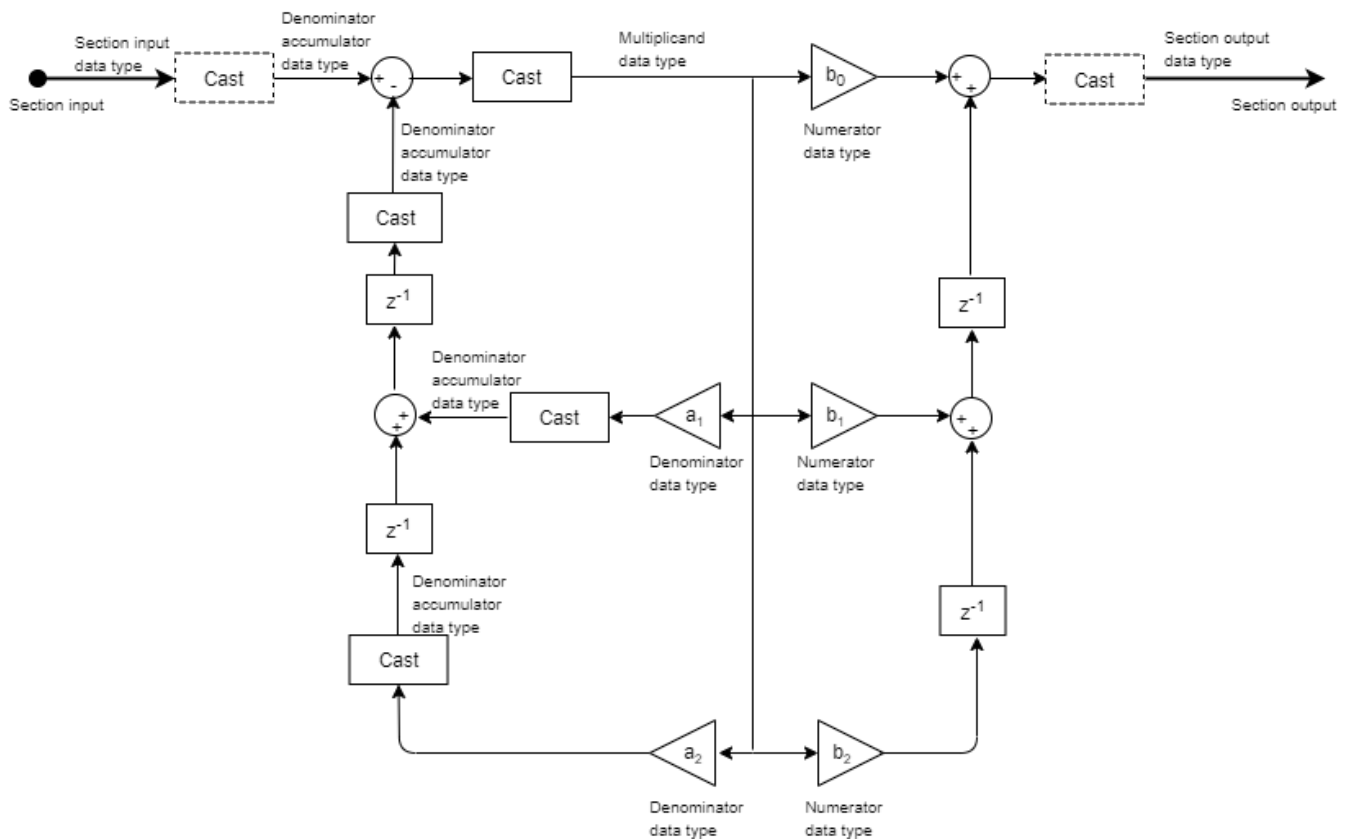 Section input
data type
Cast
Section input
Denominator
accumulator
data type
+
-
Cast
Multiplicand
data type
b0
Numerator
data type
+
+
Cast
Section output
data type
Section output
Denominator
accumulator
data type
Cast
z-1
z-1
Denominator
accumulator
data type
+
+
Cast
a1
Denominator
data type
b1
Numerator
data type
+
+
z-1
Denominator
accumulator
data type
Cast
z-1
a2
Denominator
data type
b2
Numerator
data type